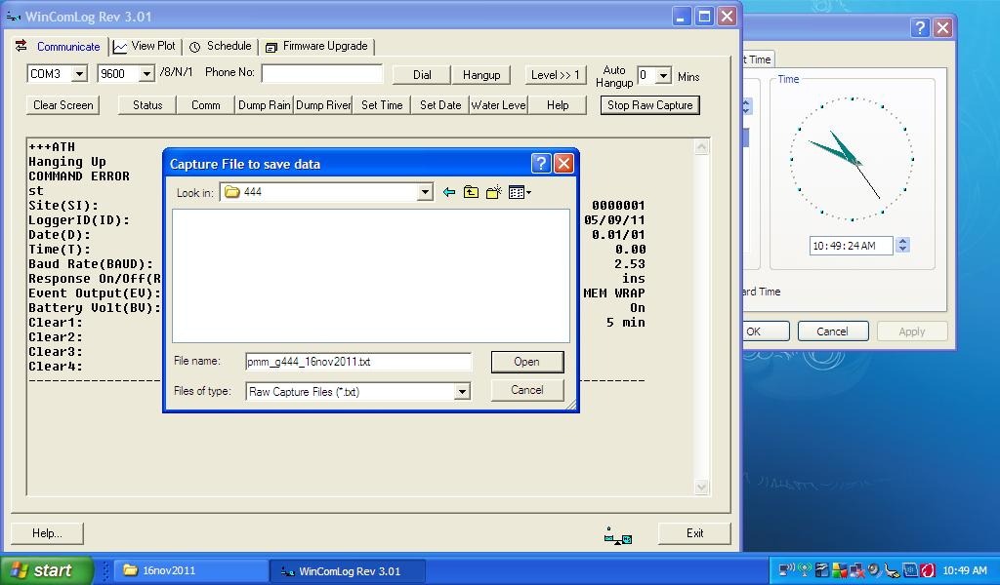 WinComLog Rev 3.01
Communicate View Plot Schedule Firmware Upgrade
COM3 9600 /8/N/1 Phone No: Dial Hangup Level >> 1 Auto Hangup 0 Mins
Clear Screen Status Comm Dump Rain Dump River Set Time Set Date Water Leve Help Stop Raw Capture
+++ATH
Hanging Up
COMMAND ERROR
st
Site(SI): 0000001
LoggerID(ID): 05/09/11
Date(D): 0.01/01
Time(T): 0.00
Baud Rate(BAUD): 2.53
Response On/Off(R ins
Event Output(EV): MEM WRAP
Battery Volt(BV): On
Clear1: 5 min
Clear2:
Clear3:
Clear4:
Capture File to save data
Look in: 444
File name: pmm_g444_16nov2011.txt Open
Files of type: Raw Capture Files (*.txt) Cancel
t Time
Time
10:49:24 AM
ard Time
OK Cancel Apply
Help... Exit
start 16nov2011 WinComLog Rev 3.01 10:49 AM